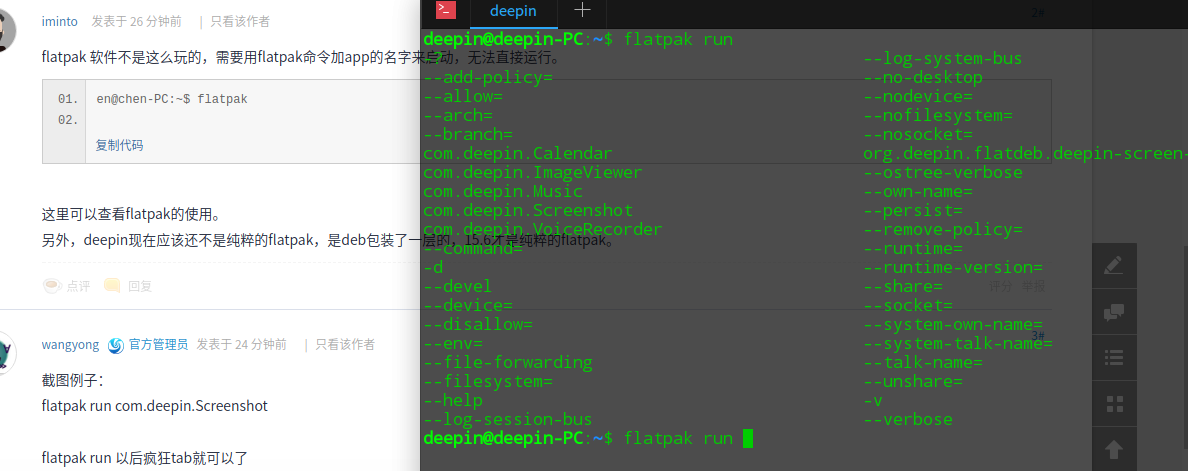 iminto 发表于 26 分钟前 | 只看该作者
flatpak 软件不是这么玩的，需要用flatpak命令加app的名字来启动，无法直接运行。
01. en@chen-PC:~$ flatpak
02.
复制代码
这里可以查看flatpak的使用。
另外，deepin现在应该还不是纯粹的flatpak，是deb包装了一层的，15.6才是纯粹的flatpak。
点评 回复
评分 举报
wangyong 官方管理员 发表于 24 分钟前 | 只看该作者
截图例子：
flatpak run com.deepin.Screenshot
flatpak run 以后疯狂tab就可以了
2#
3#
deepin
deepin@deepin-PC:~$ flatpak run
--log-system-bus
--add-policy= --no-desktop
--allow= --nodevice=
--arch= --nofilesystem=
--branch= --nosocket=
com.deepin.Calendar org.deepin.flatdeb.deepin-screen-
com.deepin.ImageViewer --ostree-verbose
com.deepin.Music --own-name=
com.deepin.Screenshot --persist=
com.deepin.VoiceRecorder --remove-policy=
--command= --runtime=
-d --runtime-version=
--devel --share=
--device= --socket=
--disallow= --system-own-name=
--env= --system-talk-name=
--file-forwarding --talk-name=
--filesystem= --unshare=
--help -v
--log-session-bus --verbose
deepin@deepin-PC:~$ flatpak run